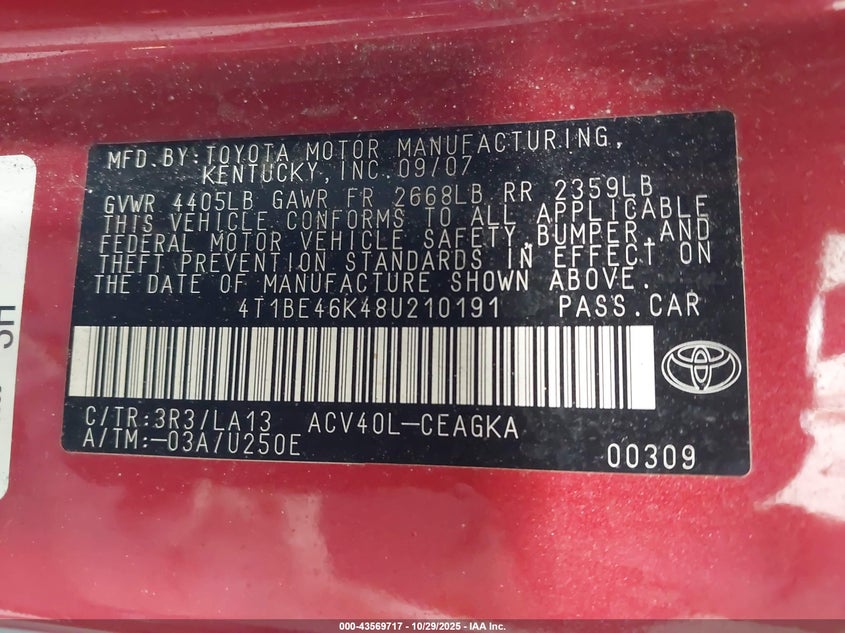 MFD.BY:TOYOTA MOTOR MANUFACTURING,
KENTUCKY, INC.09/07
GVWR 4405LB GAWR FR 2668LB RR 2359LB
THIS VEHICLE CONFORMS TO ALL APPLICABLE
FEDERAL MOTOR VEHICLE SAFETY,BUMPER AND
THEFT PREVENTION STANDARDS IN EFFECT ON
THE DATE OF MANUFACTURE SHOWN ABOVE.
4T1BE46K48U210191 PASS.CAR
C/TR:3R3/LA13 ACV40L-CEAGKA
A/TM:-03A/U250E 00309
000-43569717 - 10/29/2025 - IAA Inc.